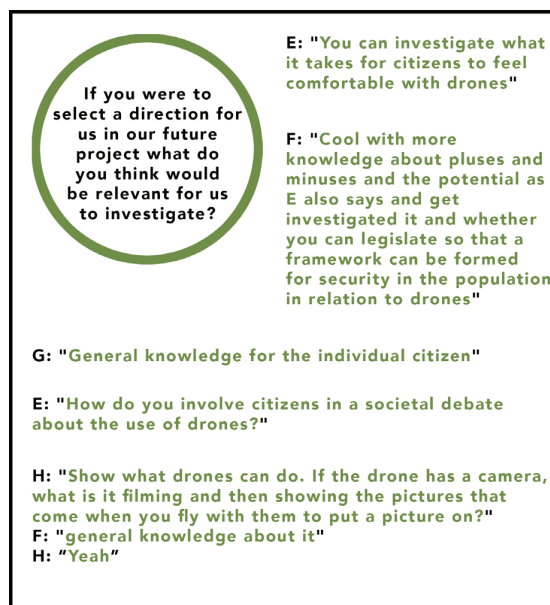 If you were to
select a direction for
us in our future
project what do
you think would
be relevant for us
to investigate?
E: "You can investigate what
it takes for citizens to feel
comfortable with drones"
F: "Cool with more
knowledge about pluses and
minuses and the potential as
E also says and get
investigated it and whether
you can legislate so that a
framework can be formed
for security in the population
in relation to drones"
G: "General knowledge for the individual citizen"
E: "How do you involve citizens in a societal debate
about the use of drones?"
H: "Show what drones can do. If the drone has a camera,
what is it filming and then showing the pictures that
come when you fly with them to put a picture on?"
F: "general knowledge about it"
H: “Yeah”